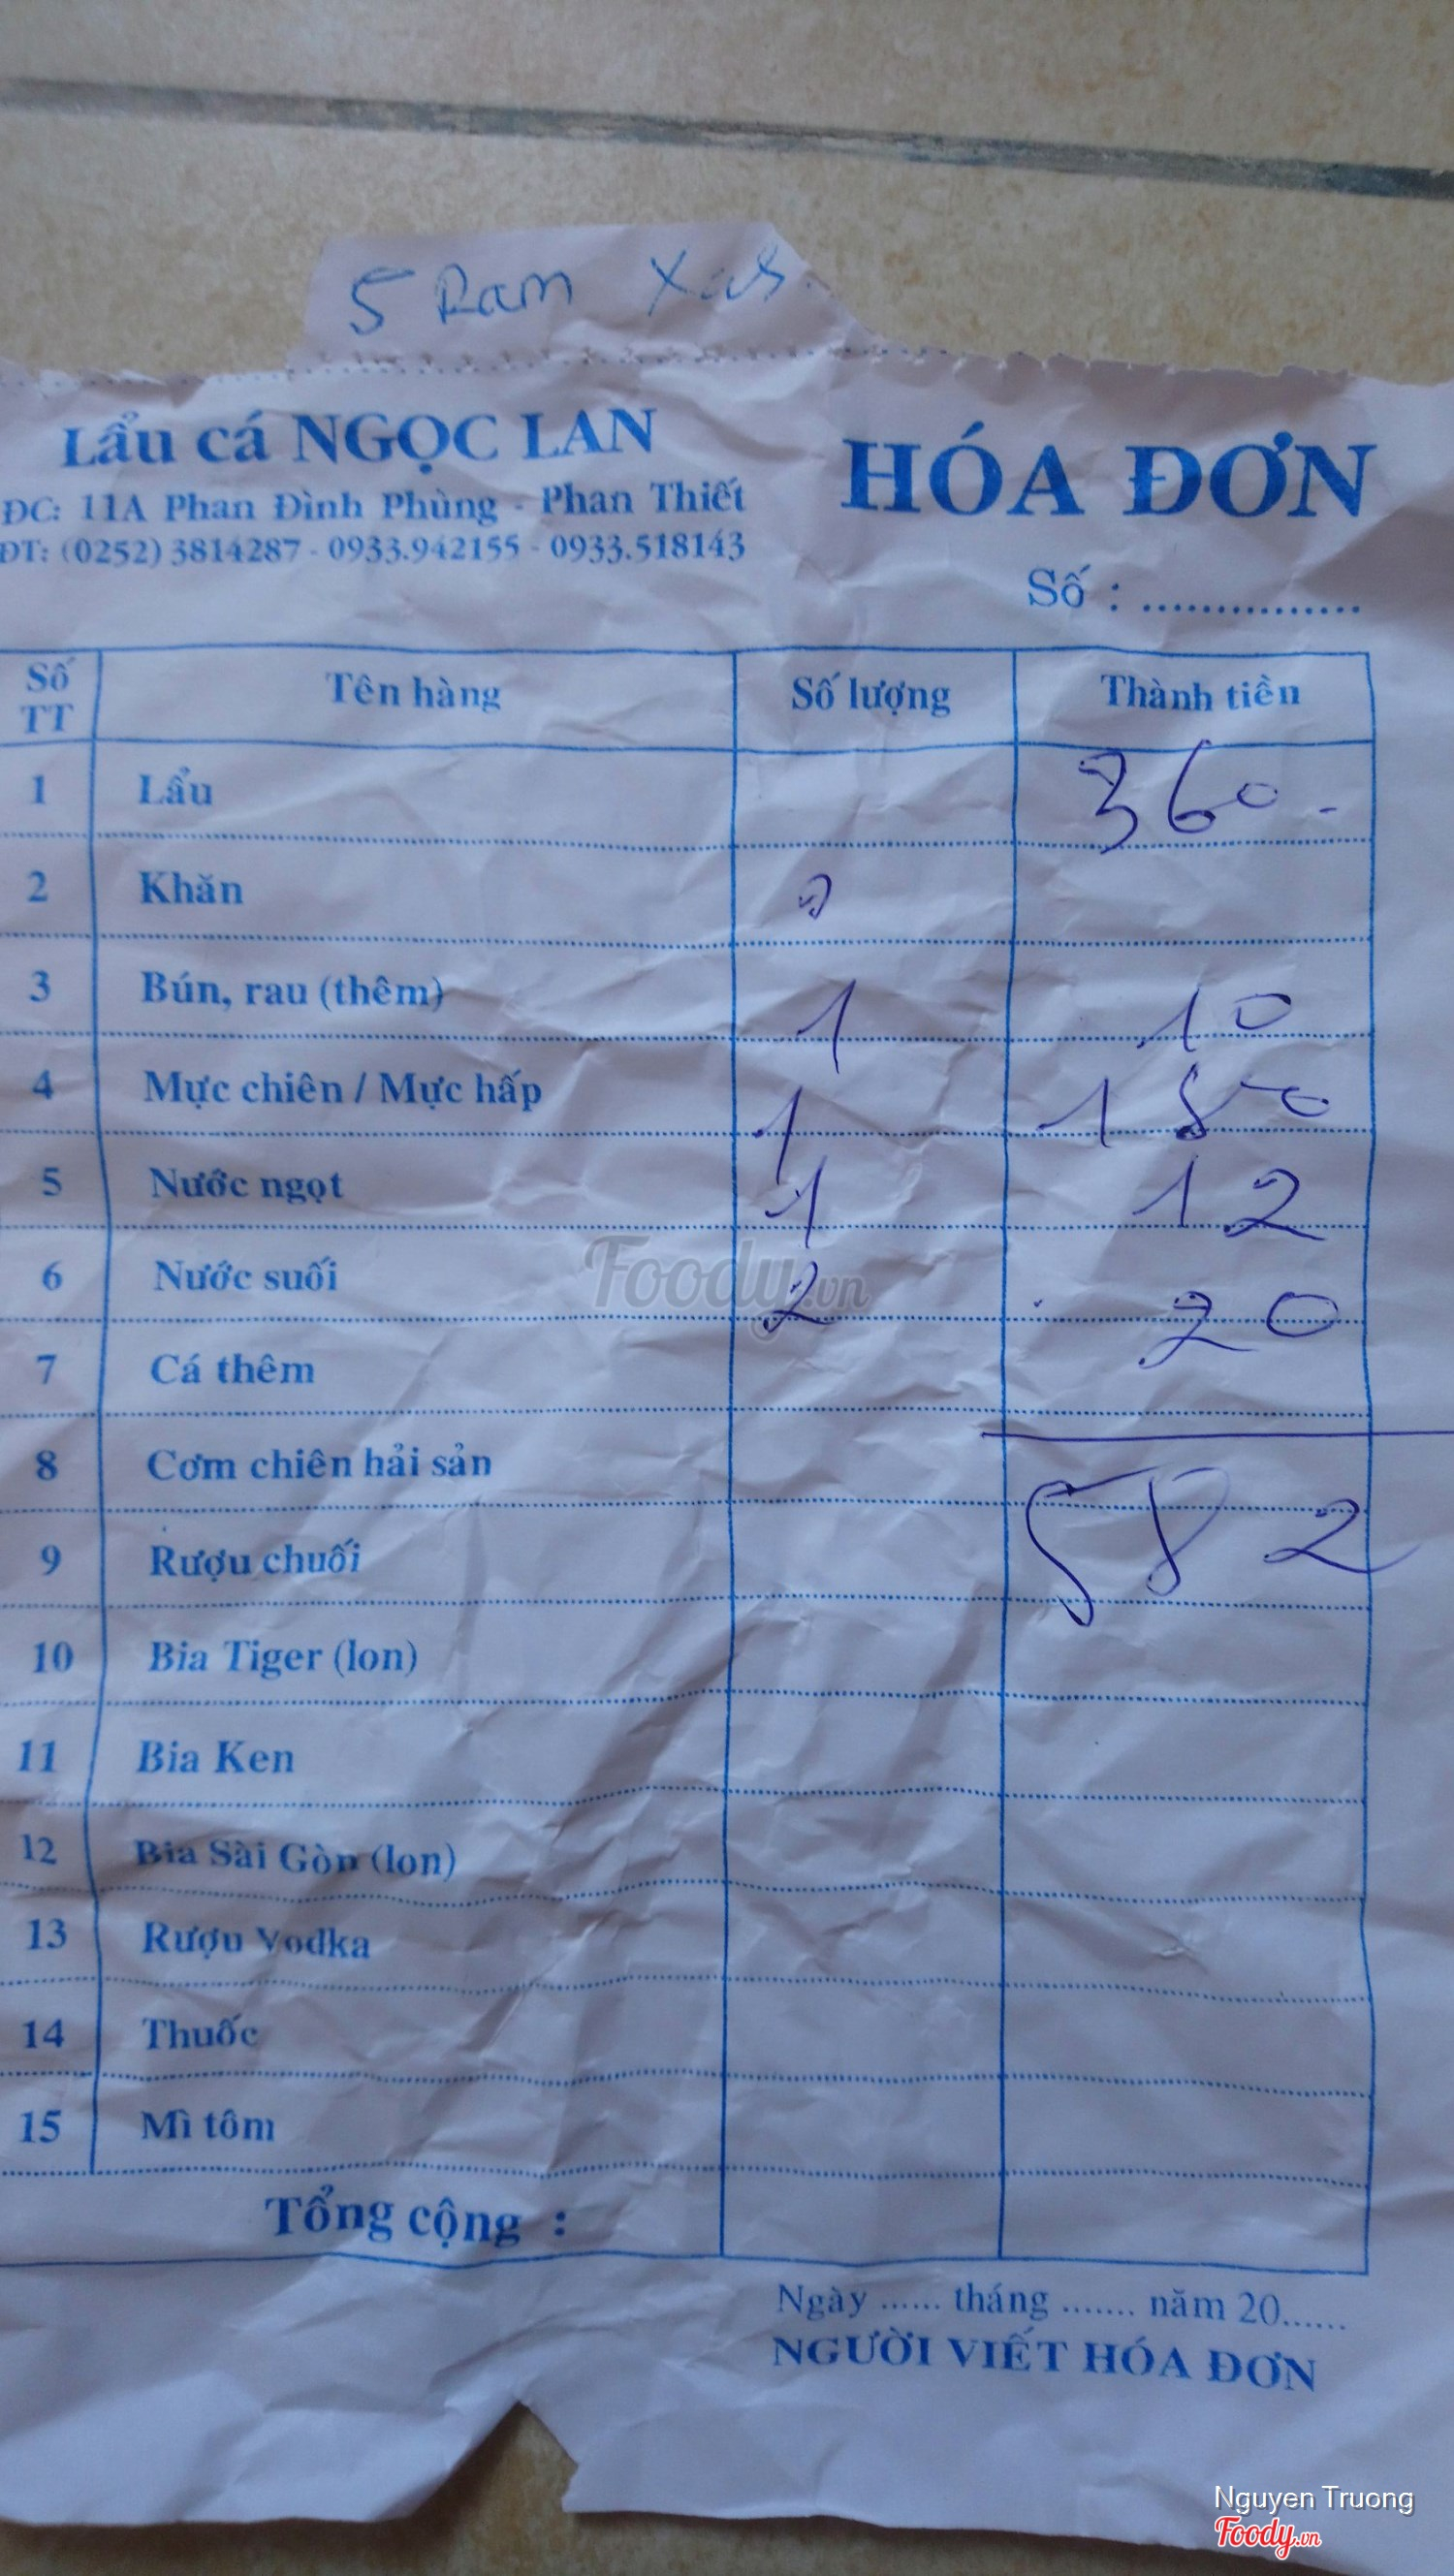 5 Ram
Lẩu cá NGỌC LAN
ĐC: 11A Phan Đình Phùng - Phan Thiết
ĐT: (0252) 3814287 - 0933.942155 - 0933.518143
HÓA ĐƠN
Số : ...............
Số TT Tên hàng Số lượng Thành tiền
1 Lẩu 360.-
2 Khăn
3 Bún, rau (thêm) 1 10
4 Mực chiên / Mực hấp 1 180
5 Nước ngọt 1 12
6 Nước suối 2 20
7 Cá thêm
8 Cơm chiên hải sản
582
9 Rượu chuối
10 Bia Tiger (lon)
11 Bia Ken
12 Bia Sài Gòn (lon)
13 Rượu Vodka
14 Thuốc
15 Mì tôm
Tổng cộng :
Ngày ...... tháng ....... năm 20......
NGƯỜI VIẾT HÓA ĐƠN
Foody.vn
Nguyen Truong
Foody.vn